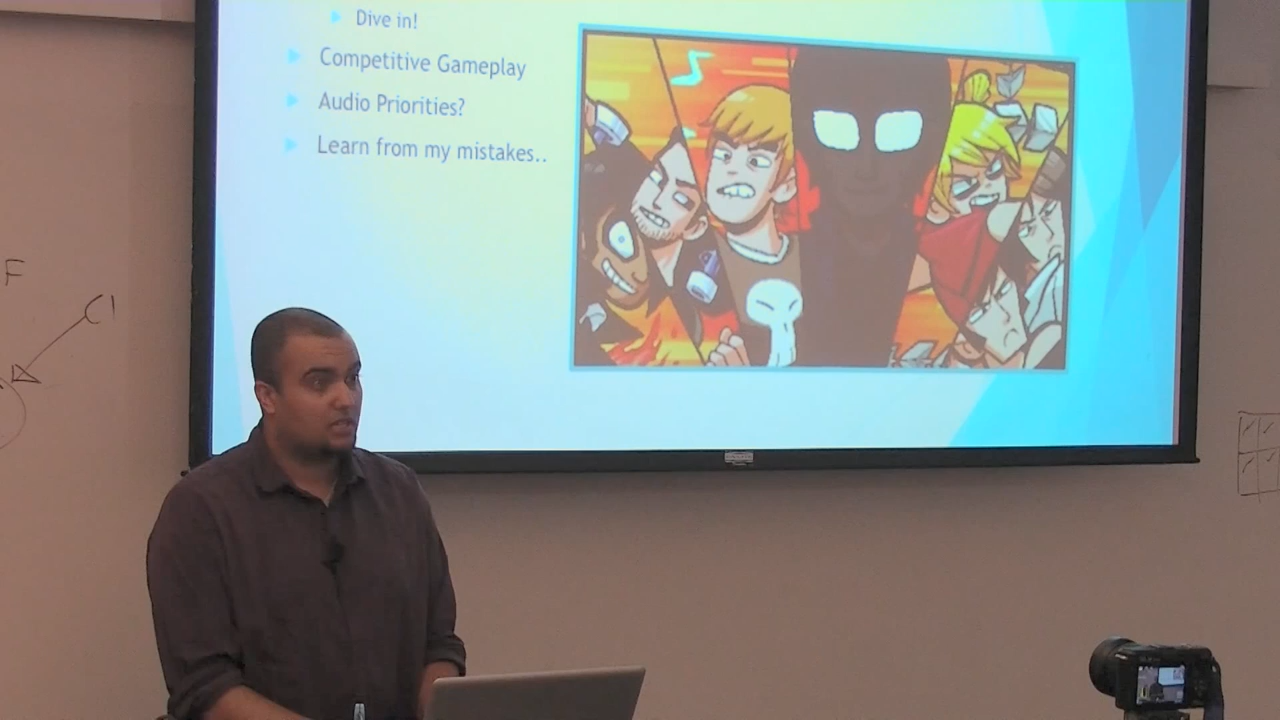 Dive in!
Competitive Gameplay
Audio Priorities?
Learn from my mistakes..
F